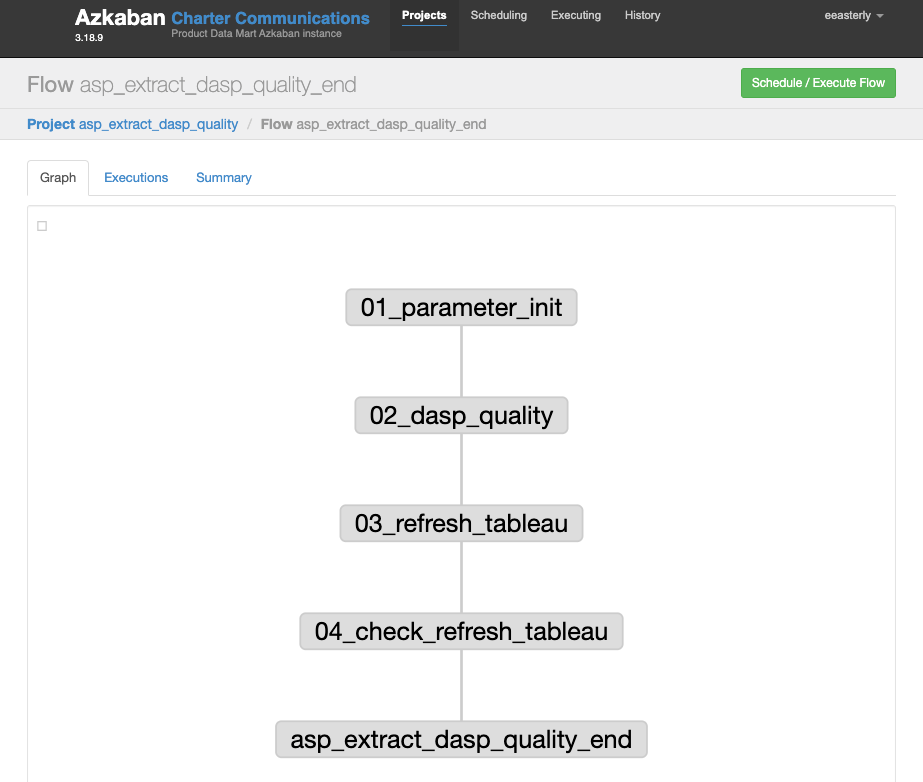 Azkaban Charter Communications Projects Scheduling Executing History eeasterly
3.18.9 Product Data Mart Azkaban instance
Flow asp_extract_dasp_quality_end Schedule / Execute Flow
Project asp_extract_dasp_quality / Flow asp_extract_dasp_quality_end
Graph Executions Summary
01_parameter_init
02_dasp_quality
03_refresh_tableau
04_check_refresh_tableau
asp_extract_dasp_quality_end